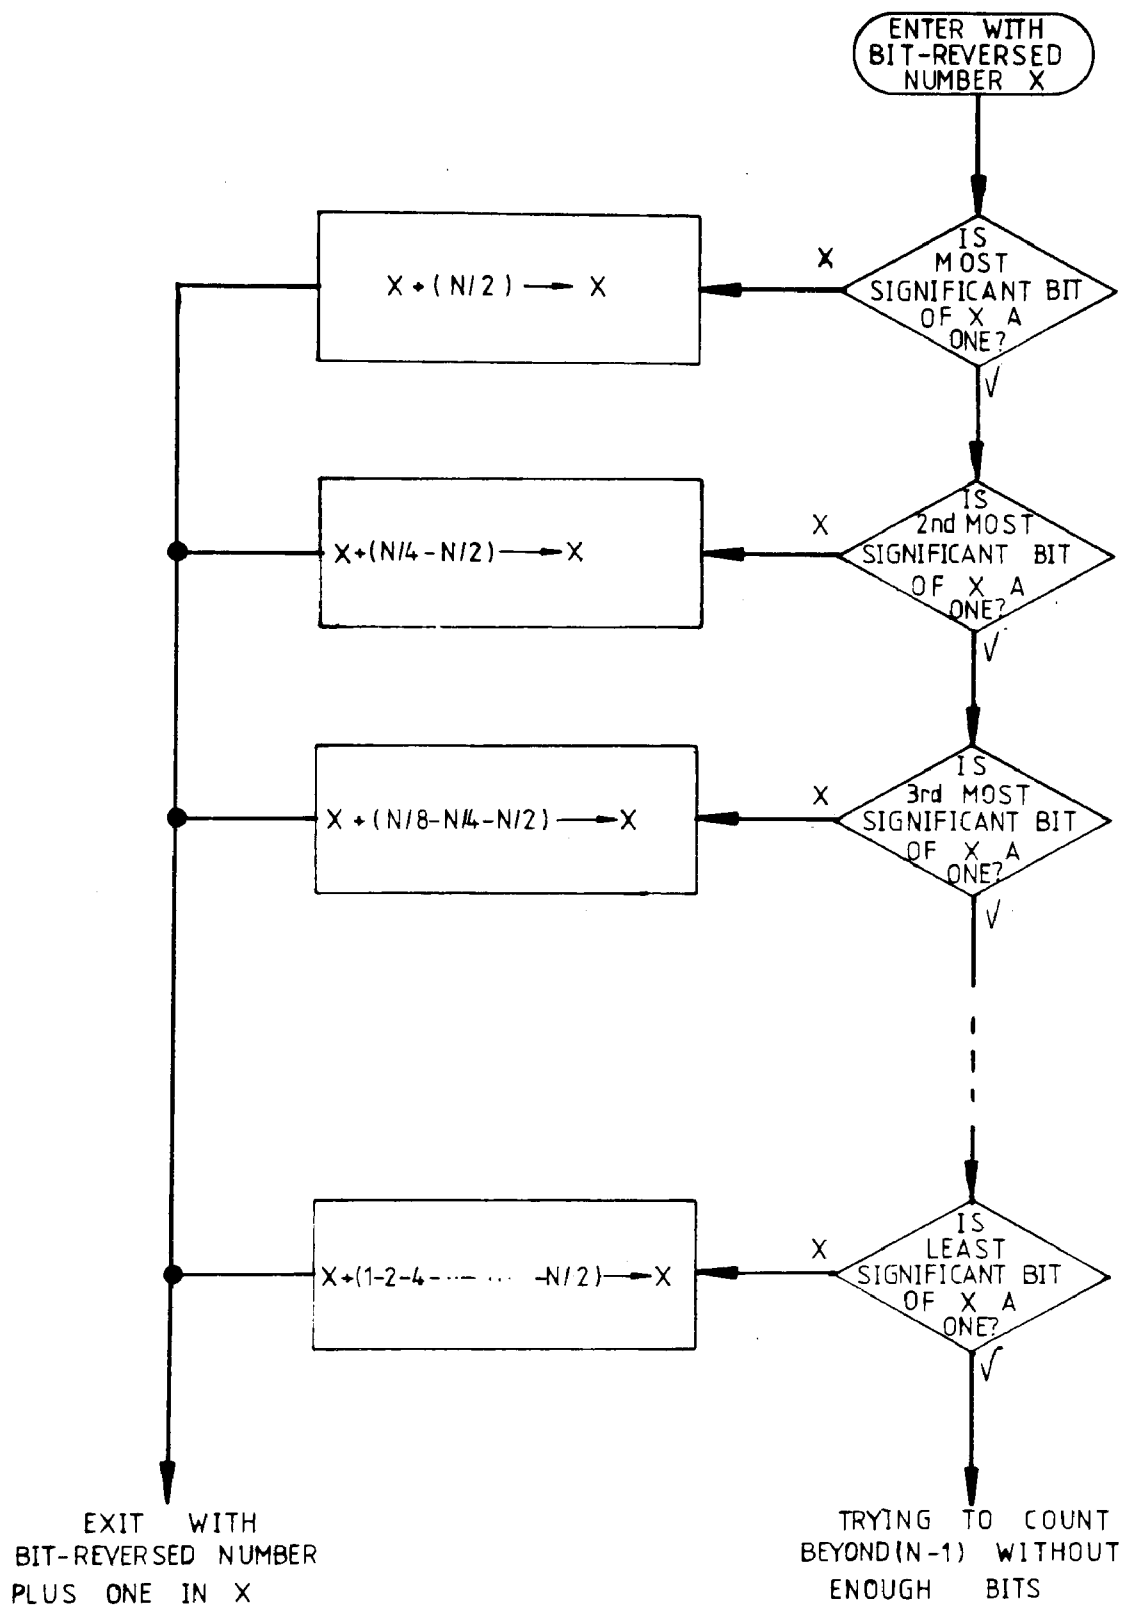 ENTER WITH
BIT-REVERSED
NUMBER X
IS
MOST
SIGNIFICANT BIT
OF X A
ONE?
X
√
X + (N/2) → X
IS
2nd MOST
SIGNIFICANT BIT
OF X A
ONE?
X
√
X+(N/4-N/2) → X
IS
3rd MOST
SIGNIFICANT BIT
OF X A
ONE?
X
√
X + (N/8-N/4-N/2) → X
IS
LEAST
SIGNIFICANT BIT
OF X A
ONE?
X
√
X+(1-2-4-...-... -N/2) → X
EXIT WITH
BIT-REVERSED NUMBER
PLUS ONE IN X
TRYING TO COUNT
BEYOND(N-1) WITHOUT
ENOUGH BITS